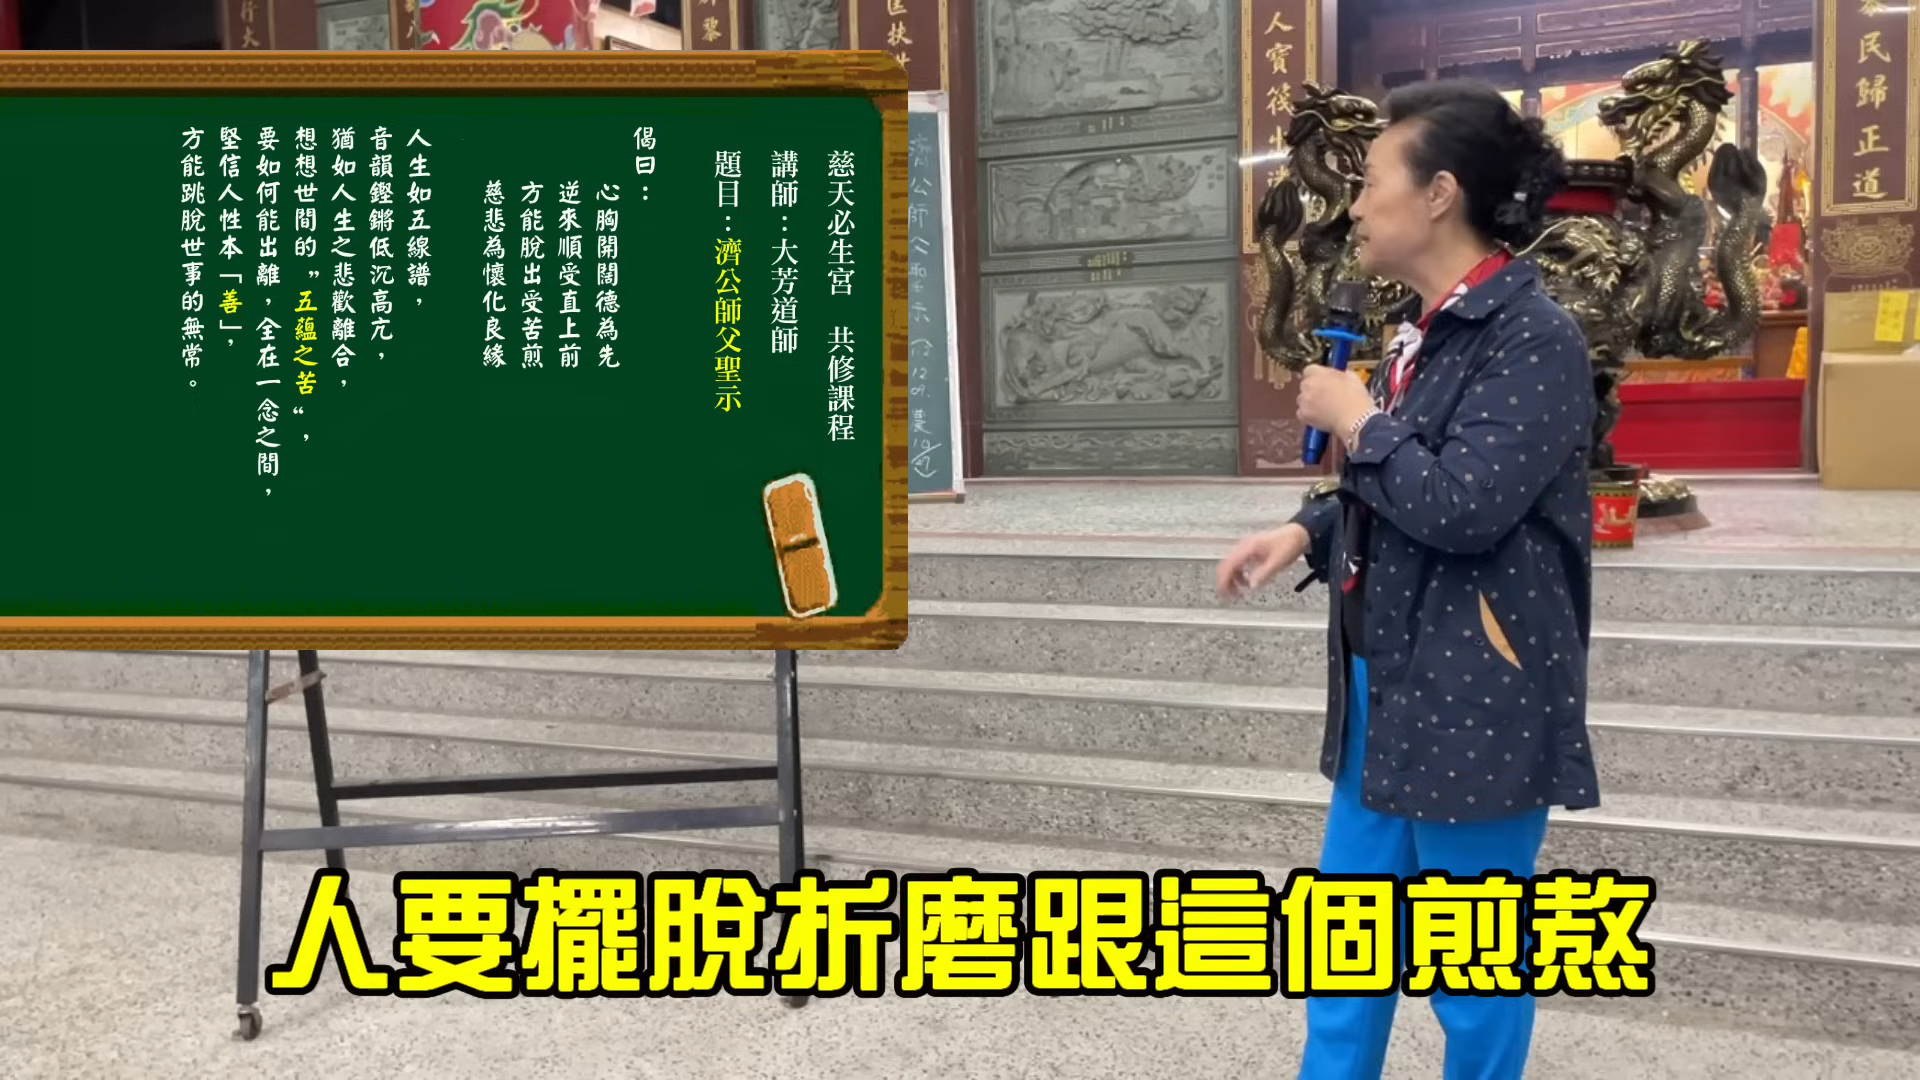 慈天必生宮　共修課程
講師：大芳道師
題目：濟公師父聖示
偈曰：
心胸開闊德為先
逆來順受直上前
方能脫出受苦煎
慈悲為懷化良緣
人生如五線譜，
音韻鏗鏘低沉高亢，
猶如人生之悲歡離合，
想想世間的”五蘊之苦“，
要如何能出離，全在一念之間，
堅信人性本「善」，
方能跳脫世事的無常。
人寶筏
民歸正道
人要擺脫折磨跟這個煎熬